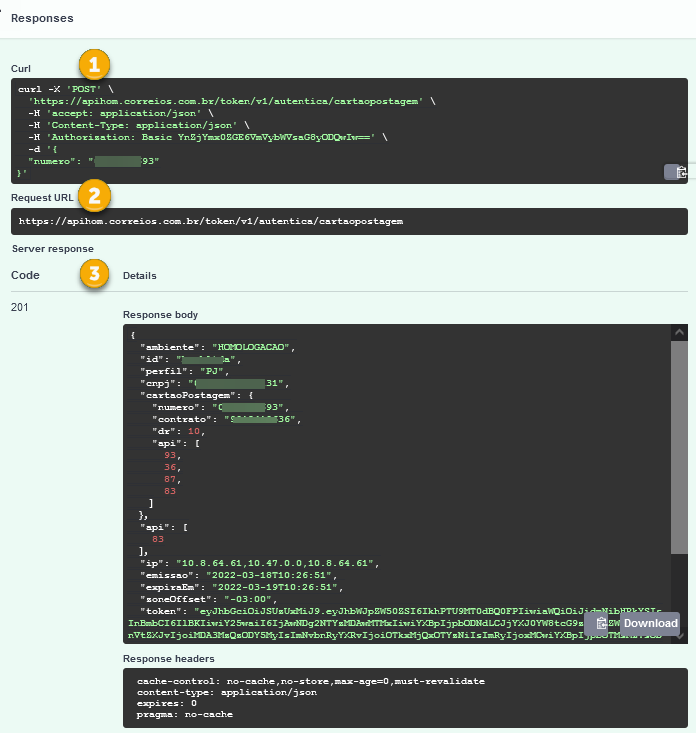 Responses
Curl
1
curl -X 'POST' \
'https://apihom.correios.com.br/token/v1/autentica/cartaopostagem' \
-H 'accept: application/json' \
-H 'Content-Type: application/json' \
-H 'Authorization: Basic \
-d '{
"numero": " 93"
}'
Request URL
2
https://apihom.correios.com.br/token/v1/autentica/cartaopostagem
Server response
Code
3
Details
201
Response body
{
"ambiente": "HOMOLOGACAO",
"id": " a",
"perfil": "PJ",
"cnpj": " 31",
"cartaoPostagem": {
"numero": "0 93",
"contrato": "9 36",
"dr": 10,
"api": [
93,
36,
87,
83
]
},
"api": [
83
],
"ip": "10.8.64.61,10.47.0.0,10.8.64.61",
"emissao": "2022-03-18T10:26:51",
"expiraEm": "2022-03-19T10:26:51",
"zoneOffset": "-03:00",
"token":
Download
Response headers
cache-control: no-cache,no-store,max-age=0,must-revalidate
content-type: application/json
expires: 0
pragma: no-cache